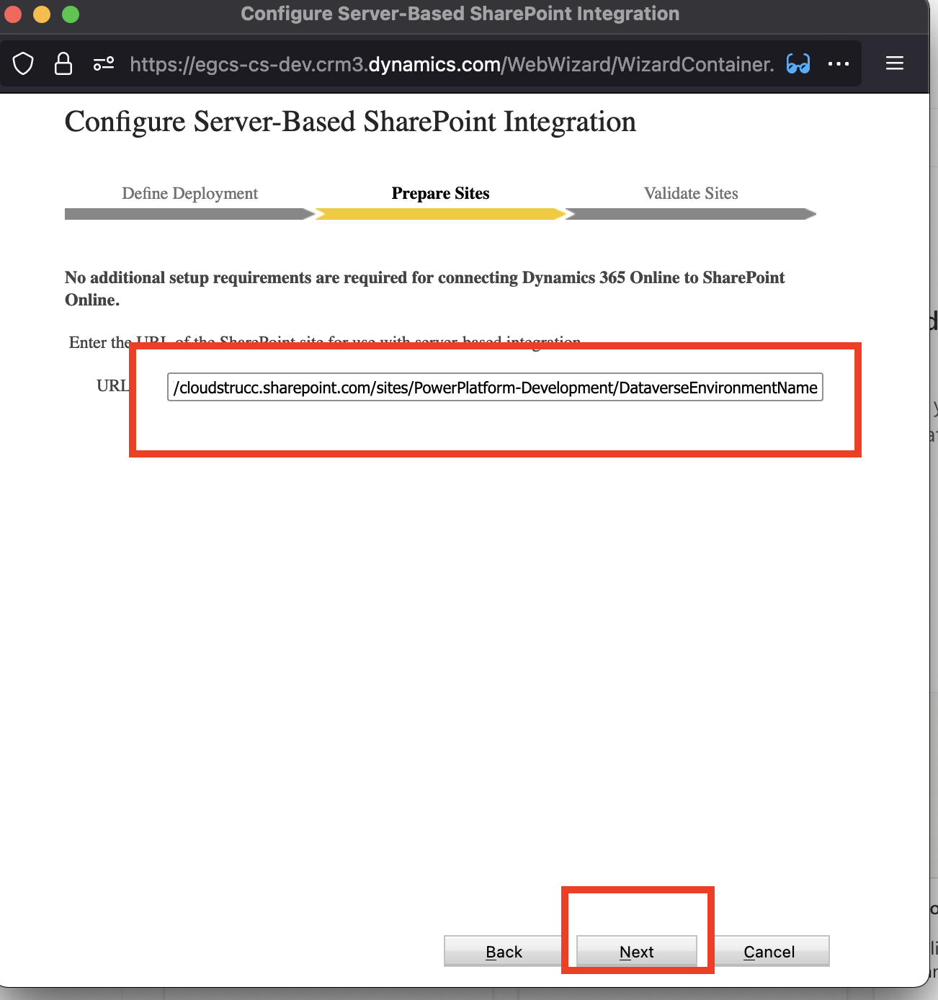 Configure Server-Based SharePoint Integration
https://egcs-cs-dev.crm3.dynamics.com/WebWizard/WizardContainer.
Configure Server-Based SharePoint Integration
Define Deployment Prepare Sites Validate Sites
No additional setup requirements are required for connecting Dynamics 365 Online to SharePoint
Online.
Enter the URL of the SharePoint site for use with server-based integration
URL /cloudstrucc.sharepoint.com/sites/PowerPlatform-Development/DataverseEnvironmentName
Back Next Cancel